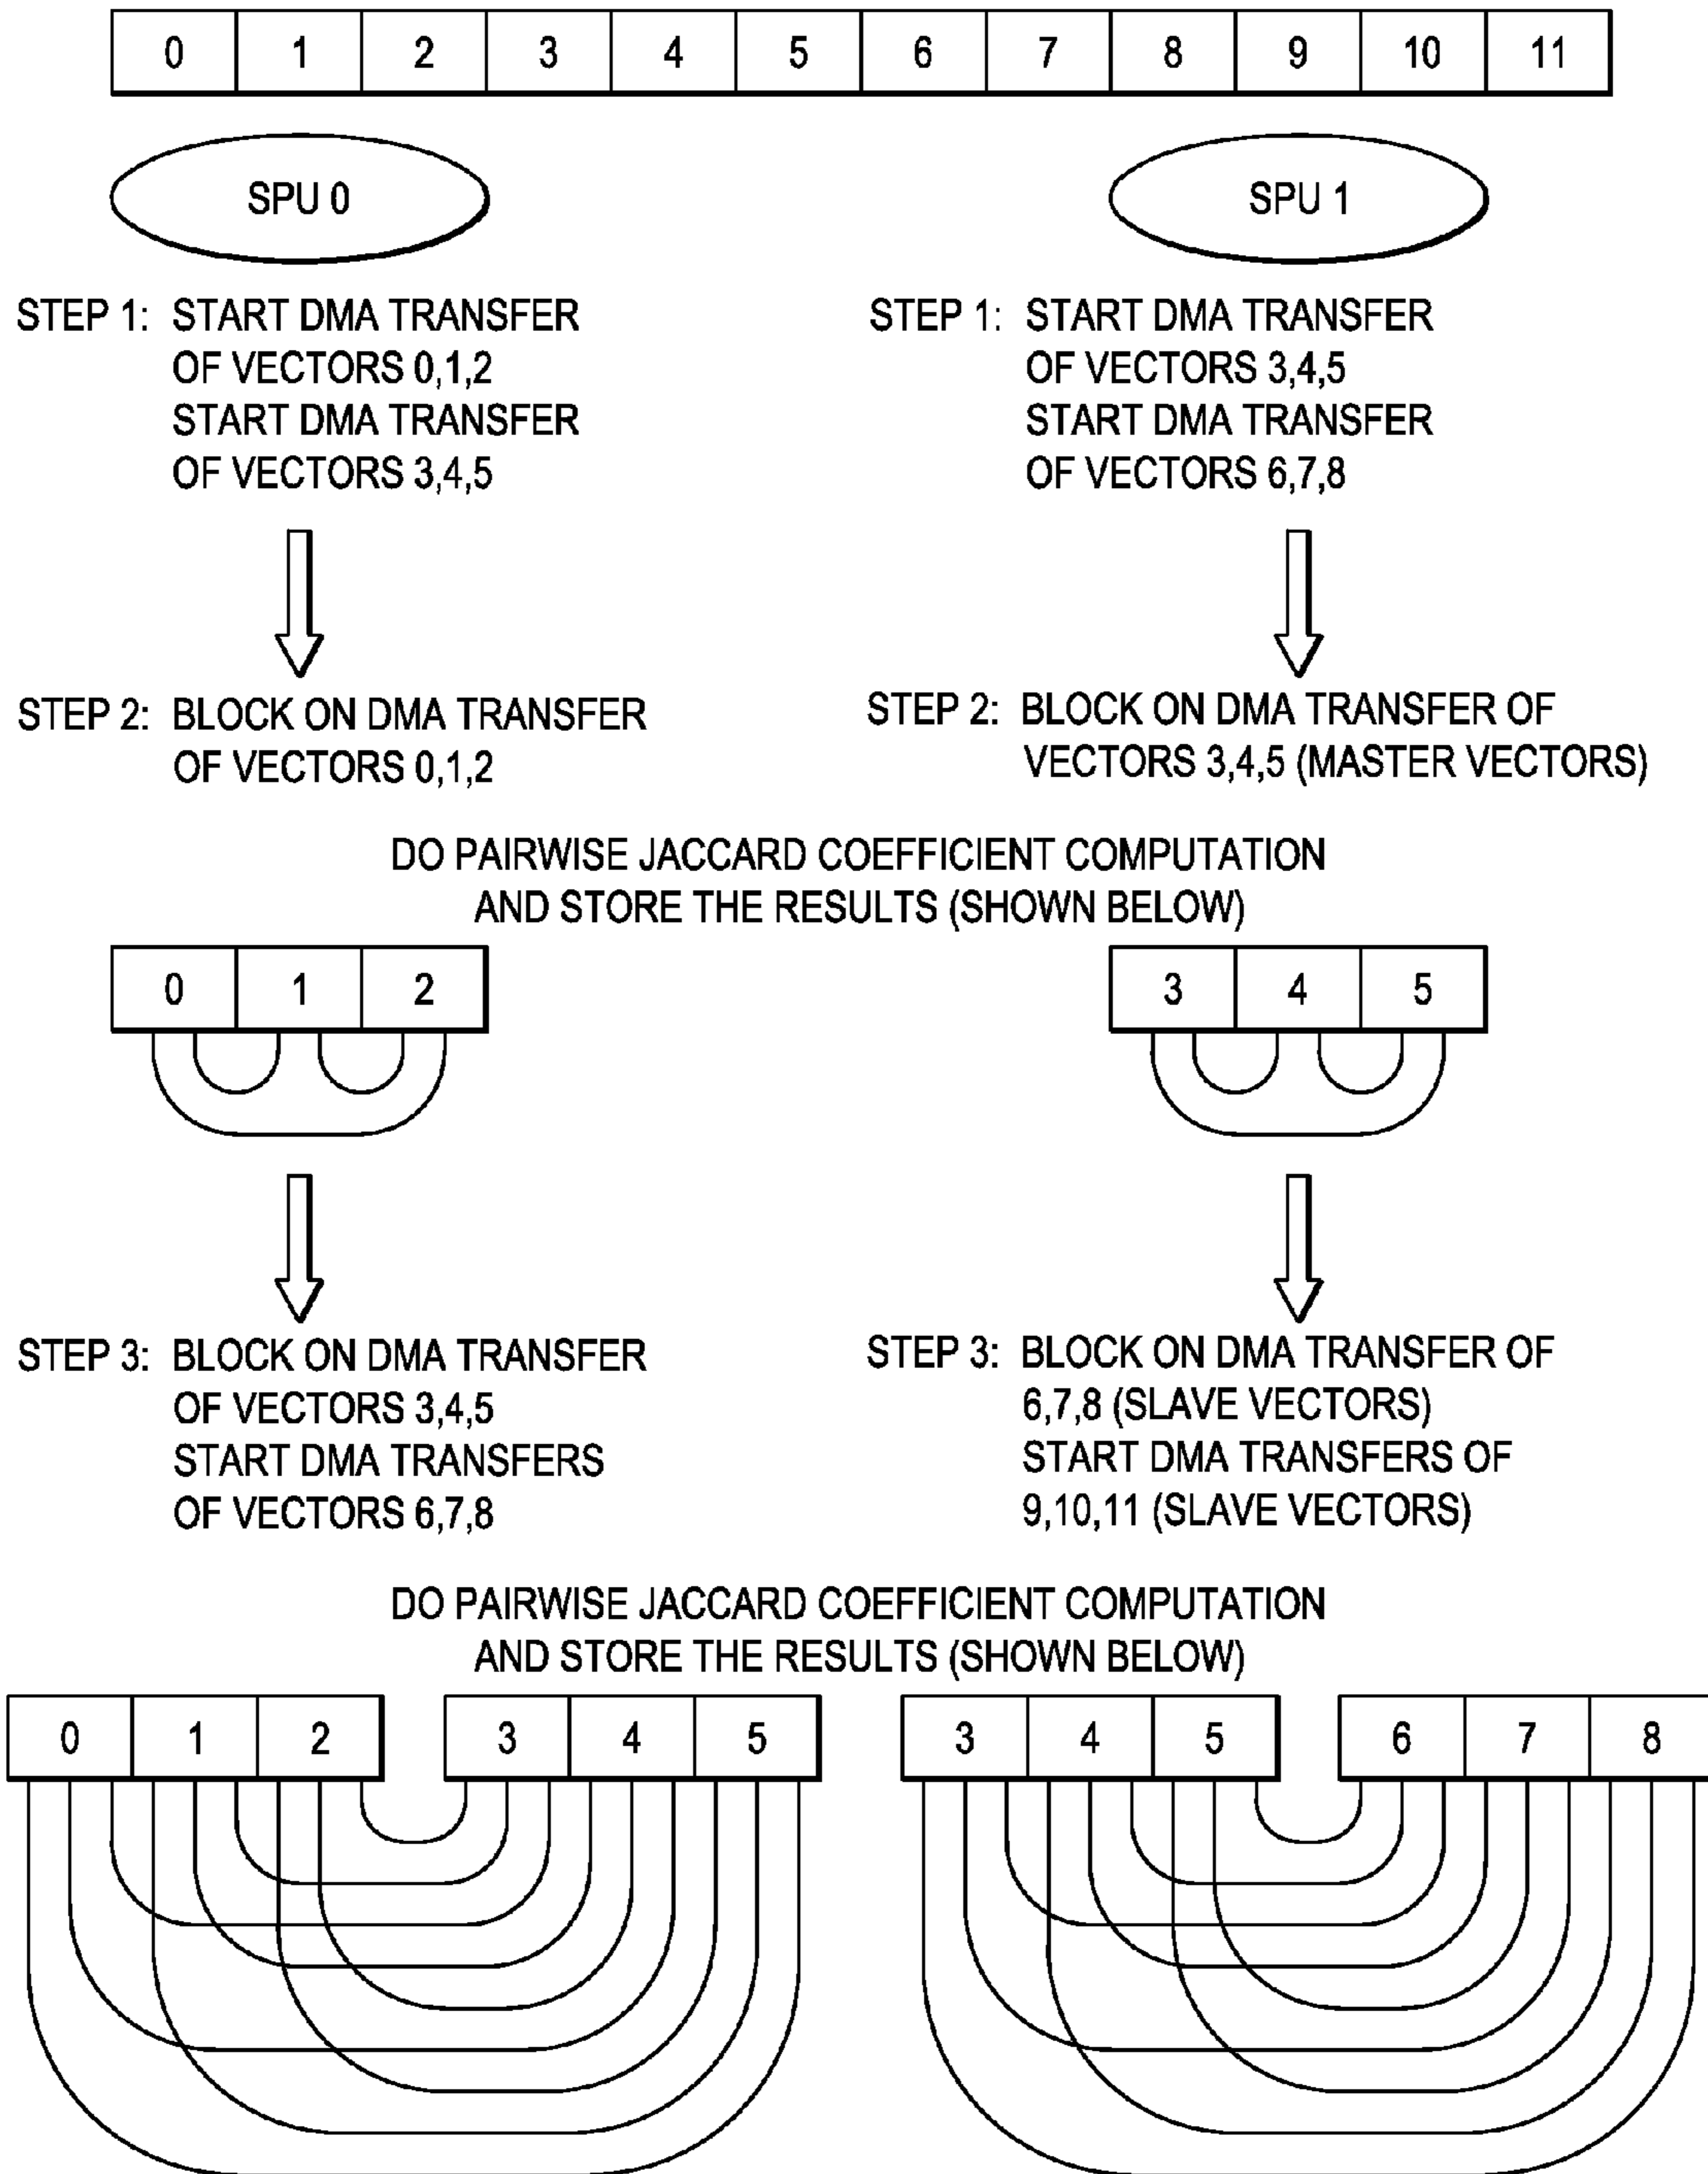 0 1 2 3 4 5 6 7 8 9 10 11
SPU 0
SPU 1
STEP 1: START DMA TRANSFER
OF VECTORS 0,1,2
START DMA TRANSFER
OF VECTORS 3,4,5
STEP 1: START DMA TRANSFER
OF VECTORS 3,4,5
START DMA TRANSFER
OF VECTORS 6,7,8
STEP 2: BLOCK ON DMA TRANSFER
OF VECTORS 0,1,2
STEP 2: BLOCK ON DMA TRANSFER OF
VECTORS 3,4,5 (MASTER VECTORS)
DO PAIRWISE JACCARD COEFFICIENT COMPUTATION
AND STORE THE RESULTS (SHOWN BELOW)
0 1 2
3 4 5
STEP 3: BLOCK ON DMA TRANSFER
OF VECTORS 3,4,5
START DMA TRANSFERS
OF VECTORS 6,7,8
STEP 3: BLOCK ON DMA TRANSFER OF
6,7,8 (SLAVE VECTORS)
START DMA TRANSFERS OF
9,10,11 (SLAVE VECTORS)
DO PAIRWISE JACCARD COEFFICIENT COMPUTATION
AND STORE THE RESULTS (SHOWN BELOW)
0 1 2 3 4 5
3 4 5 6 7 8